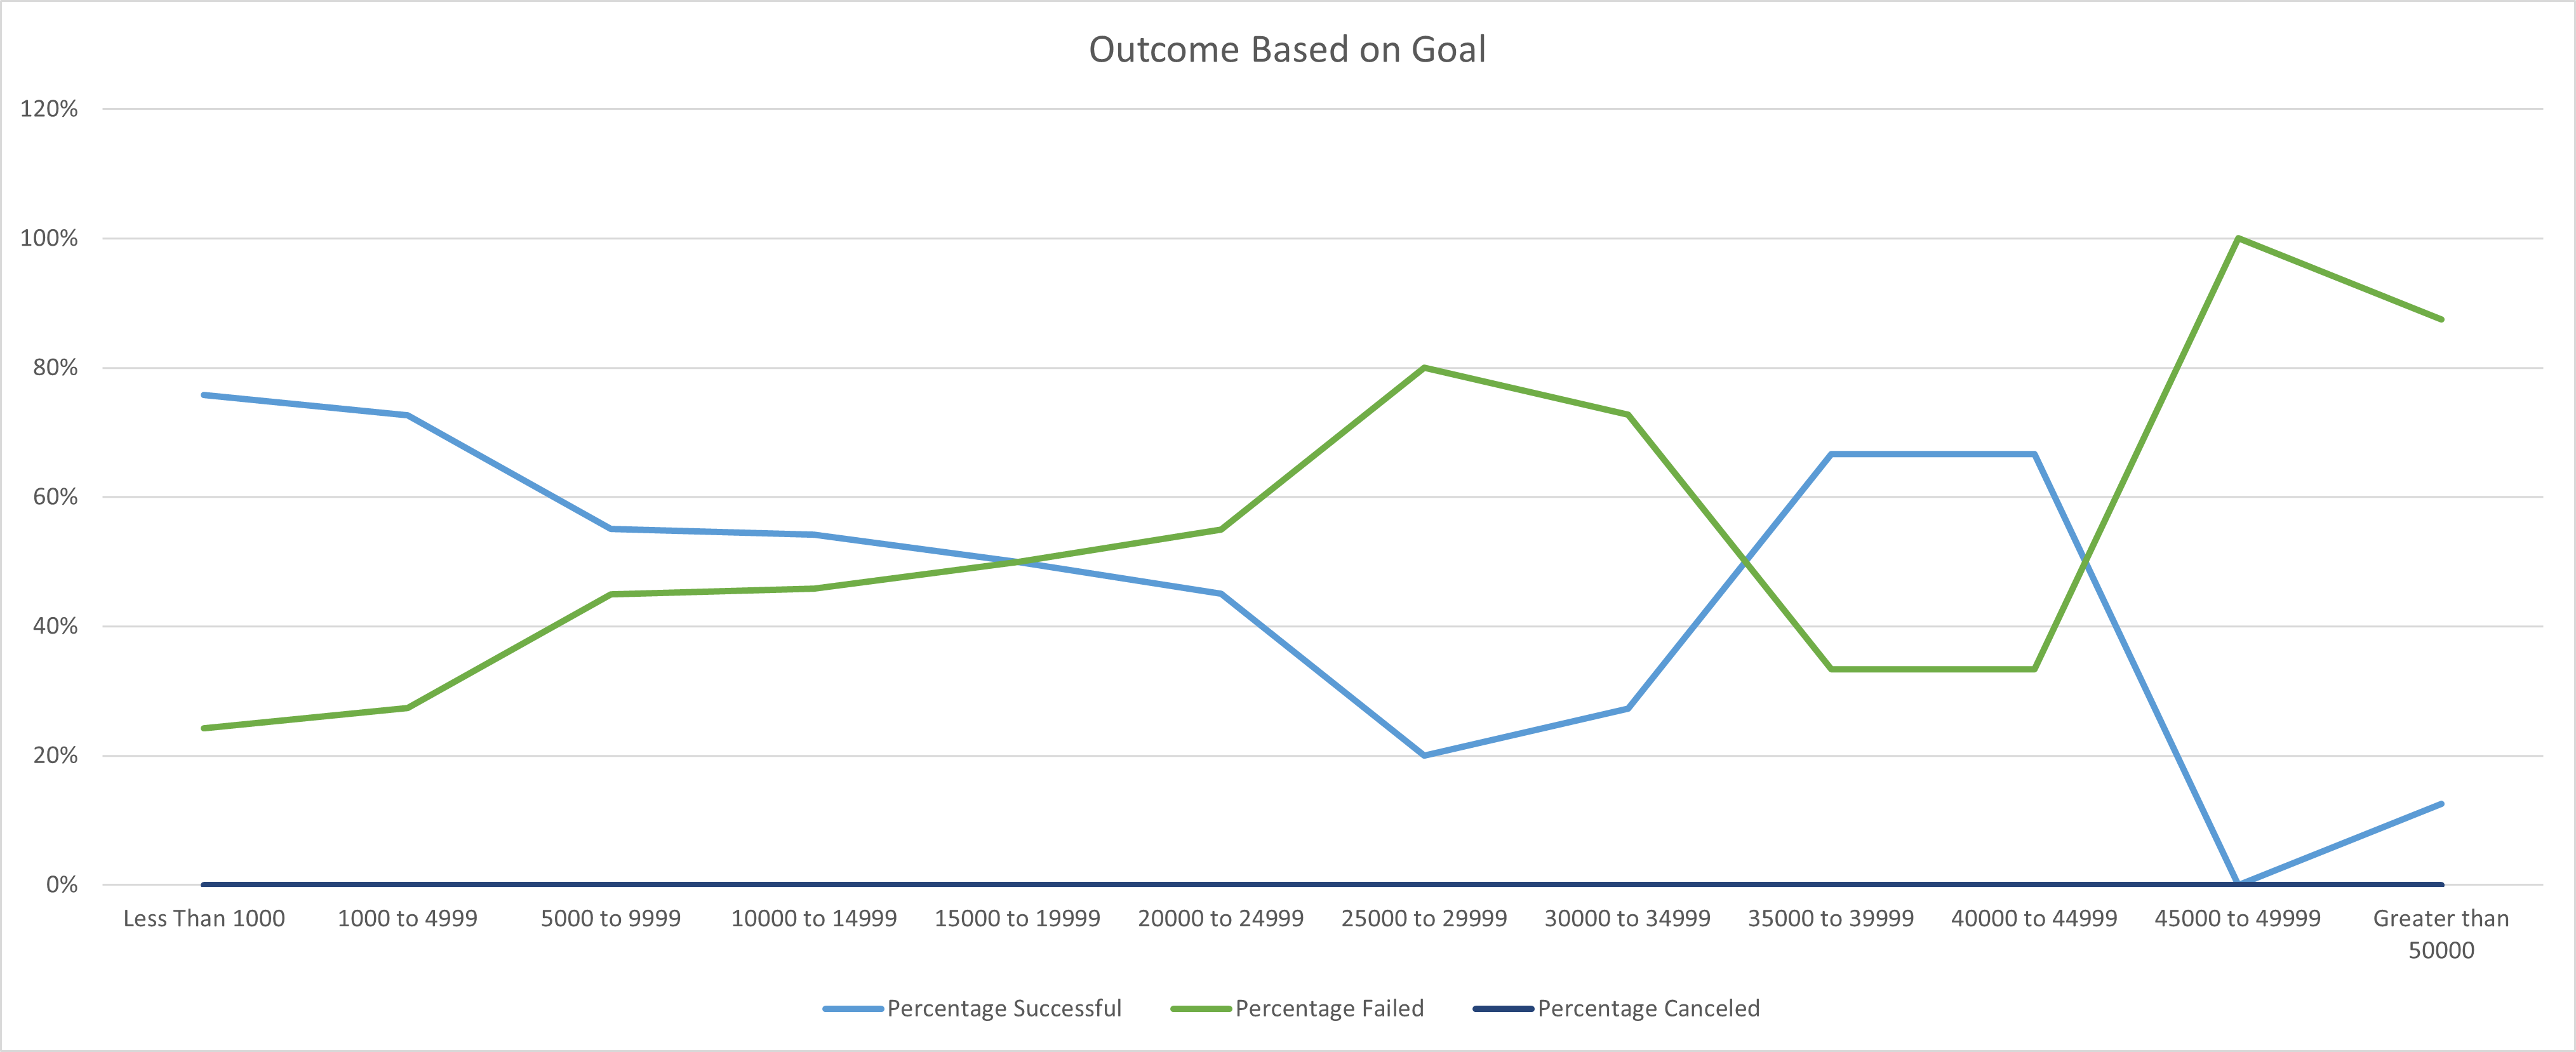 Outcome Based on Goal
120%
100%
80%
60%
40%
20%
0%
Less Than 1000 1000 to 4999 5000 to 9999 10000 to 14999 15000 to 19999 20000 to 24999 25000 to 29999 30000 to 34999 35000 to 39999 40000 to 44999 45000 to 49999 Greater than
50000
Percentage Successful Percentage Failed Percentage Canceled